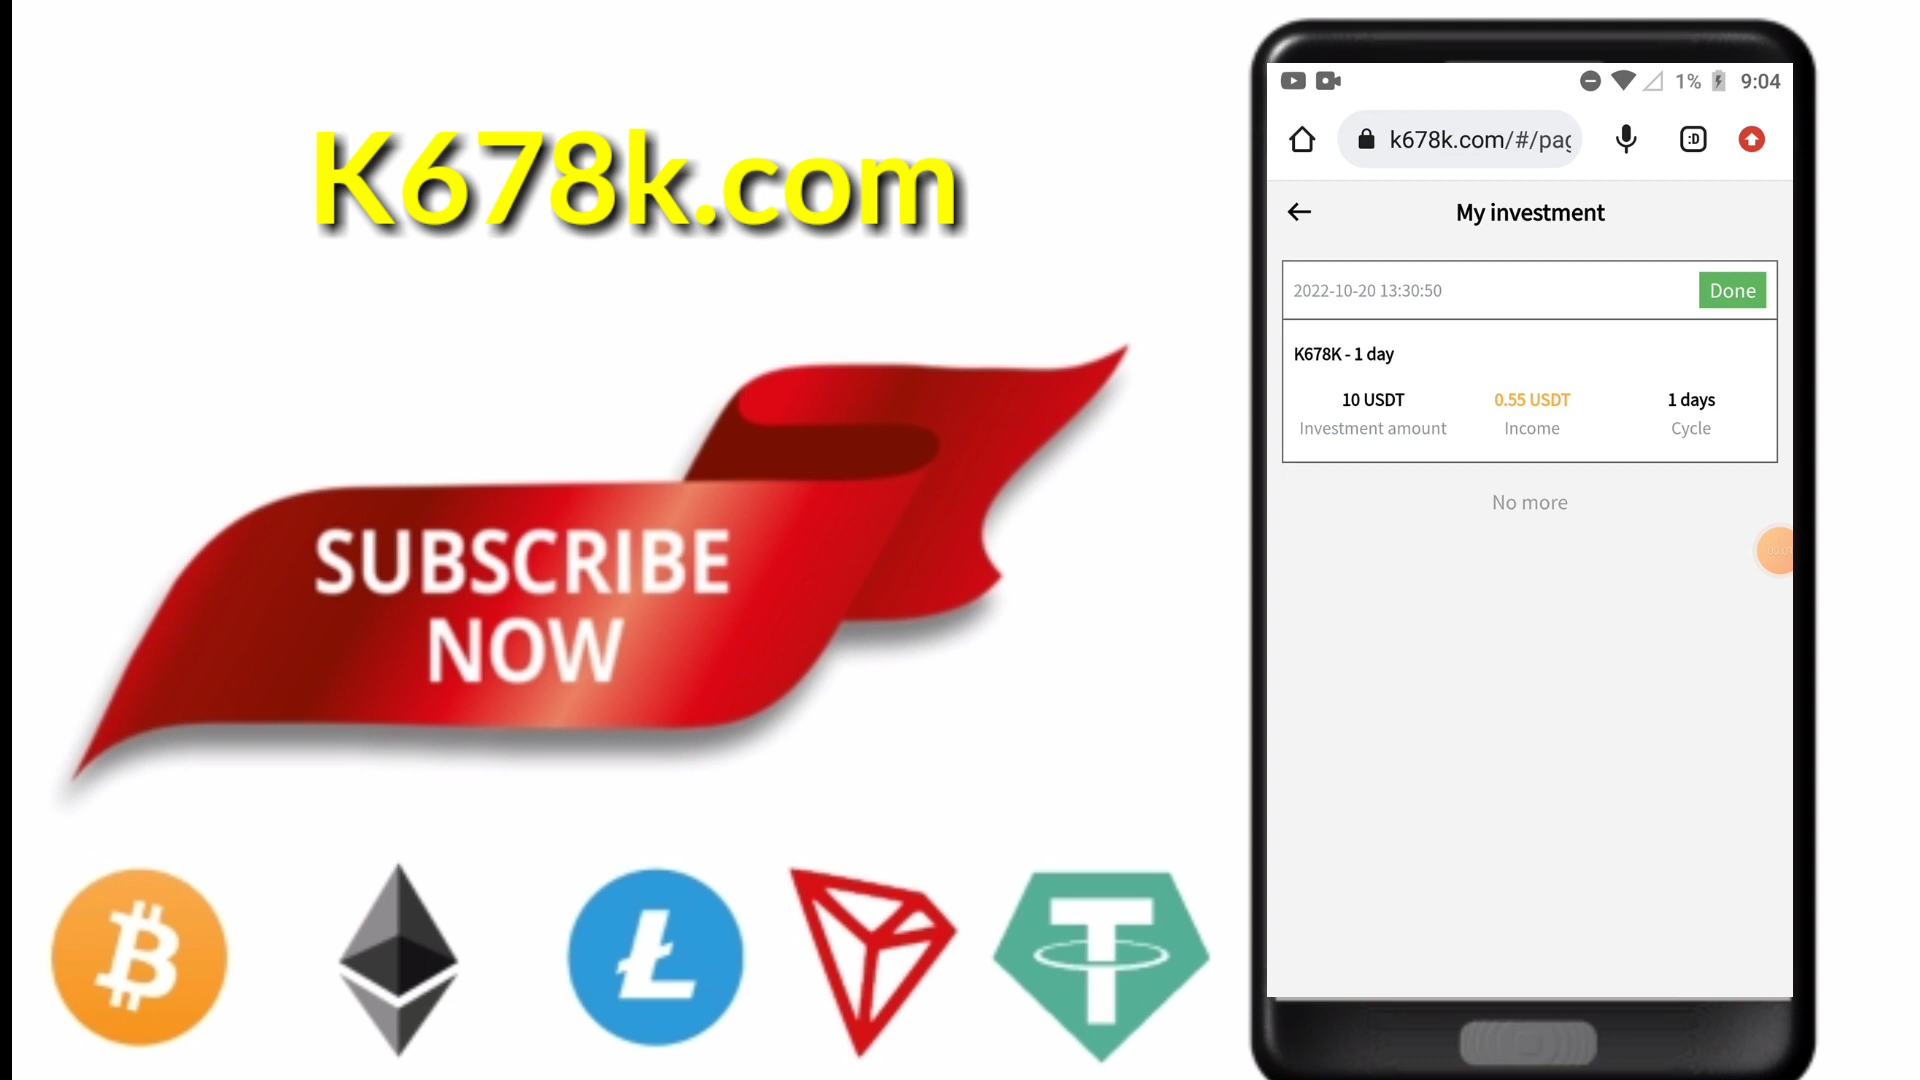 K678k.com
SUBSCRIBE
NOW
1% 9:04
k678k.com/#/pag
:D
My investment
2022-10-20 13:30:50 Done
K678K - 1 day
10 USDT 0.55 USDT 1 days
Investment amount Income Cycle
No more